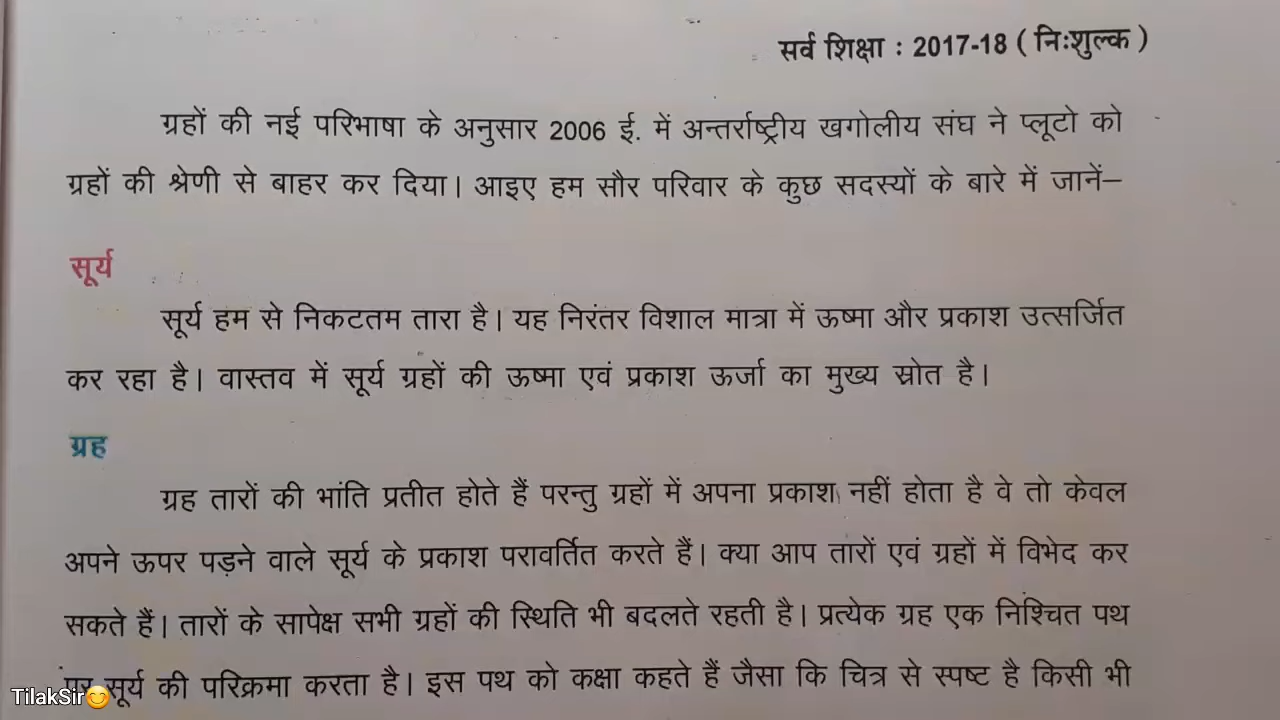 सर्व शिक्षा : 2017-18 ( निःशुल्क )
ग्रहों की नई परिभाषा के अनुसार 2006 ई. में अन्तर्राष्ट्रीय खगोलीय संघ ने प्लूटो को
ग्रहों की श्रेणी से बाहर कर दिया। आइए हम सौर परिवार के कुछ सदस्यों के बारे में जानें–
सूर्य
सूर्य हम से निकटतम तारा है। यह निरंतर विशाल मात्रा में ऊष्मा और प्रकाश उत्सर्जित
कर रहा है। वास्तव में सूर्य ग्रहों की ऊष्मा एवं प्रकाश ऊर्जा का मुख्य स्रोत है।
ग्रह
ग्रह तारों की भांति प्रतीत होते हैं परन्तु ग्रहों में अपना प्रकाश नहीं होता है वे तो केवल
अपने ऊपर पड़ने वाले सूर्य के प्रकाश परावर्तित करते हैं। क्या आप तारों एवं ग्रहों में विभेद कर
सकते हैं। तारों के सापेक्ष सभी ग्रहों की स्थिति भी बदलते रहती है। प्रत्येक ग्रह एक निश्चित पथ
पर सूर्य की परिक्रमा करता है। इस पथ को कक्षा कहते हैं जैसा कि चित्र से स्पष्ट है किसी भी
TilakSir😊